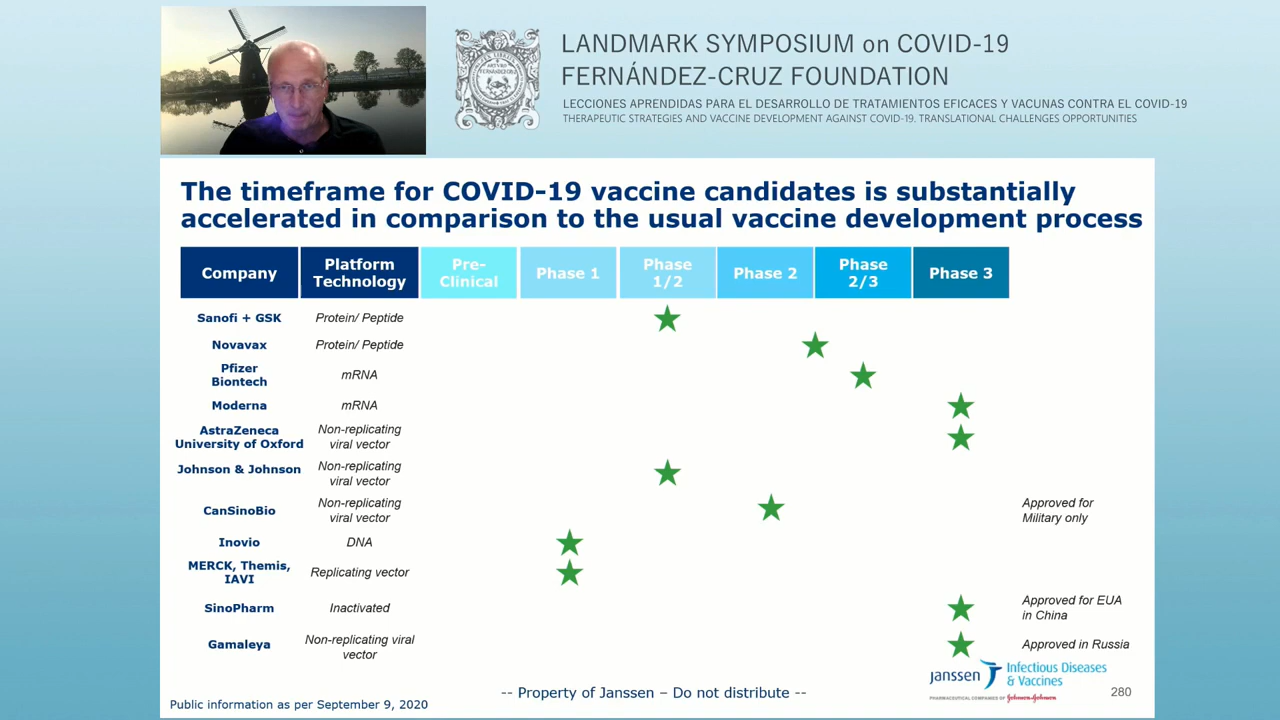 LANDMARK SYMPOSIUM on COVID-19
FERNÁNDEZ-CRUZ FOUNDATION
LECCIONES APRENDIDAS PARA EL DESARROLLO DE TRATAMIENTOS EFICACES Y VACUNAS CONTRA EL COVID-19
THERAPEUTIC STRATEGIES AND VACCINE DEVELOPMENT AGAINST COVID-19. TRANSLATIONAL CHALLENGES OPPORTUNITIES
The timeframe for COVID-19 vaccine candidates is substantially
accelerated in comparison to the usual vaccine development process
Company
Platform
Technology
Pre-
Clinical
Phase 1
Phase
1/2
Phase 2
Phase
2/3
Phase 3
Sanofi + GSK
Protein/ Peptide
Novavax
Protein/ Peptide
Pfizer
Biontech
mRNA
Moderna
mRNA
AstraZeneca
University of Oxford
Non-replicating
viral vector
Johnson & Johnson
Non-replicating
viral vector
CanSinoBio
Non-replicating
viral vector
Approved for
Military only
Inovio
DNA
MERCK, Themis,
IAVI
Replicating vector
SinoPharm
Inactivated
Approved for EUA
in China
Gamaleya
Non-replicating viral
vector
Approved in Russia
janssen
Infectious Diseases
& Vaccines
PHARMACEUTICAL COMPANIES OF Johnson & Johnson
-- Property of Janssen – Do not distribute --
280
Public information as per September 9, 2020